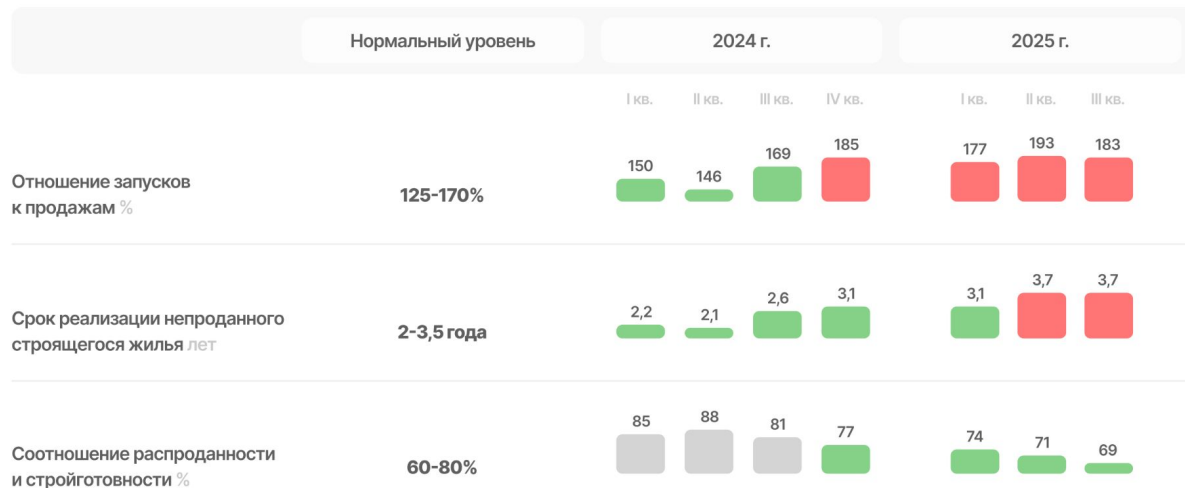 Нормальный уровень 2024 г. 2025 г.
I кв. II кв. III кв. IV кв. I кв. II кв. III кв.
150 146 169 185 177 193 183
Отношение запусков
к продажам %
125-170%
2,2 2,1 2,6 3,1 3,1 3,7 3,7
Срок реализации непроданного
строящегося жилья лет
2-3,5 года
85 88 81 77 74 71 69
Соотношение распроданности
и стройготовности %
60-80%